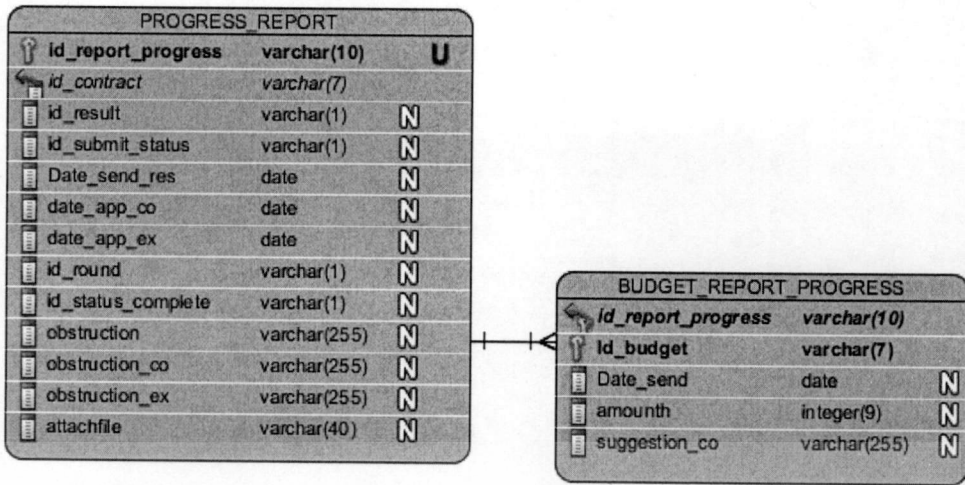 PROGRESS_REPORT
id_report_progress varchar(10) U
id_contract varchar(7)
id_result varchar(1) N
id_submit_status varchar(1) N
Date_send_res date N
date_app_co date N
date_app_ex date N
id_round varchar(1) N
id_status_complete varchar(1) N
obstruction varchar(255) N
obstruction_co varchar(255) N
obstruction_ex varchar(255) N
attachfile varchar(40) N
BUDGET_REPORT_PROGRESS
id_report_progress varchar(10)
Id_budget varchar(7)
Date_send date N
amounth integer(9) N
suggestion_co varchar(255) N